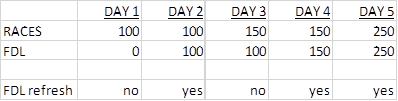 DAY 1 DAY 2 DAY 3 DAY 4 DAY 5
RACES 100 100 150 150 250
FDL 0 100 100 150 250
FDL refresh no yes no yes yes